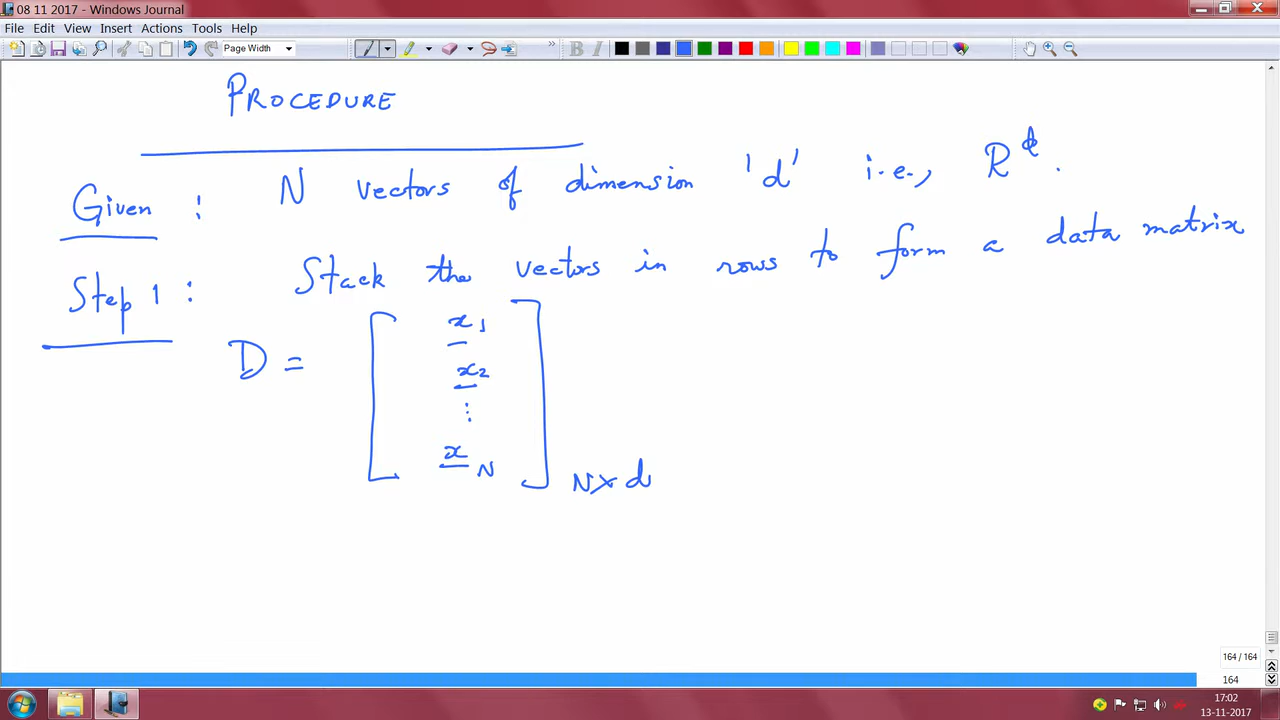 08 11 2017 - Windows Journal
File Edit View Insert Actions Tools Help
Page Width
PROCEDURE
Given : N vectors of dimension 'd' i.e., R^d.
Step 1 : Stack the vectors in rows to form a data matrix
D = [ x1
x2
⋮
xN ] N×d
164 / 164
164
17:02
13-11-2017